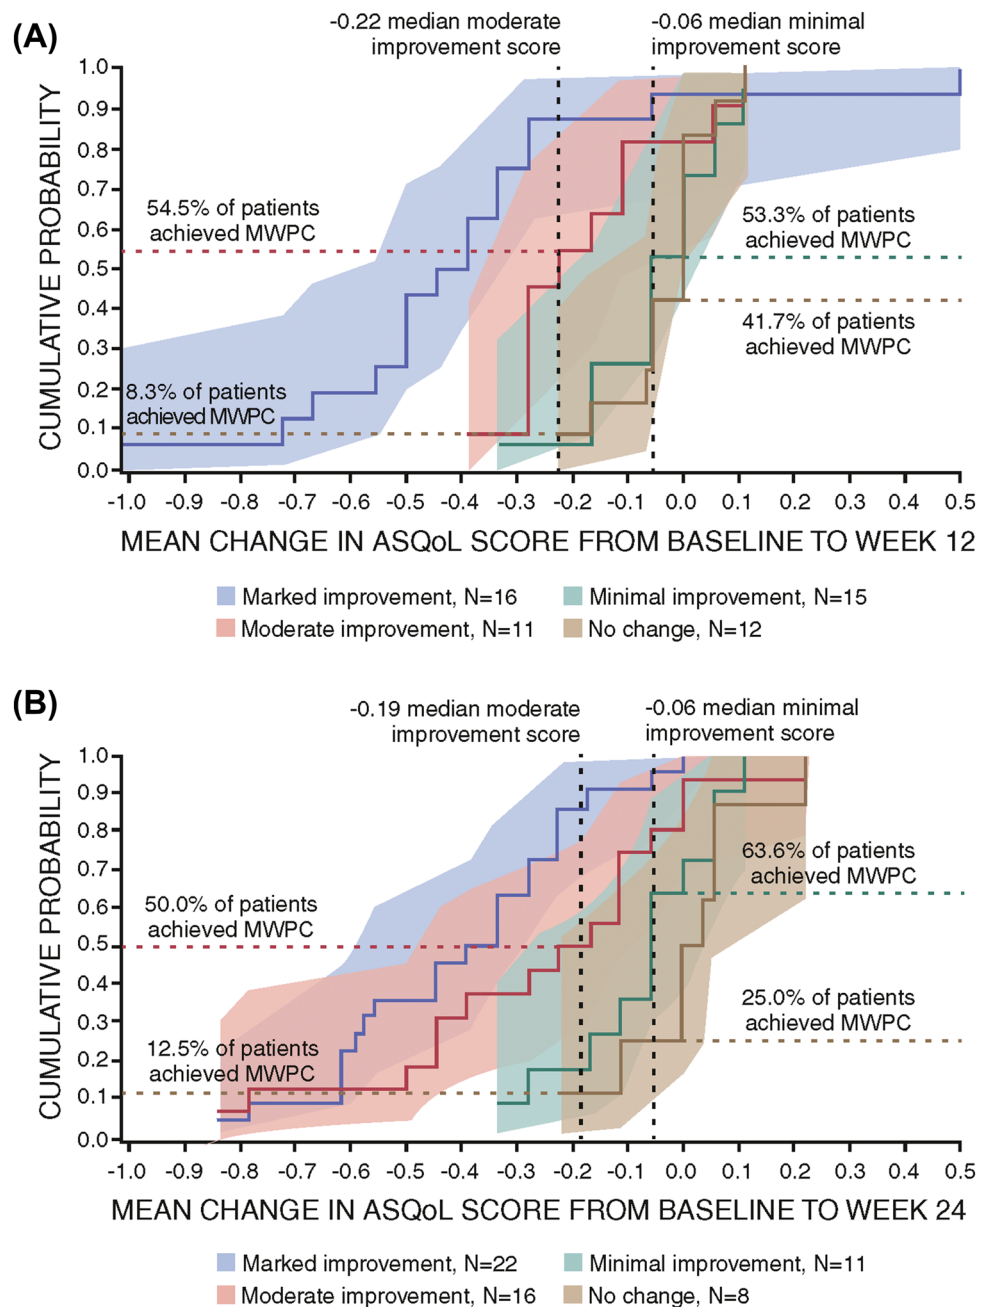 (A)
-0.22 median moderate
improvement score
-0.06 median minimal
improvement score
CUMULATIVE PROBABILITY
1.0
0.9
0.8
0.7
0.6
0.5
0.4
0.3
0.2
0.1
0.0
54.5% of patients
achieved MWPC
53.3% of patients
achieved MWPC
41.7% of patients
achieved MWPC
8.3% of patients
achieved MWPC
-1.0 -0.9 -0.8 -0.7 -0.6 -0.5 -0.4 -0.3 -0.2 -0.1 0.0 0.1 0.2 0.3 0.4 0.5
MEAN CHANGE IN ASQoL SCORE FROM BASELINE TO WEEK 12
Marked improvement, N=16
Minimal improvement, N=15
Moderate improvement, N=11
No change, N=12
(B)
-0.19 median moderate
improvement score
-0.06 median minimal
improvement score
CUMULATIVE PROBABILITY
1.0
0.9
0.8
0.7
0.6
0.5
0.4
0.3
0.2
0.1
0.0
63.6% of patients
achieved MWPC
50.0% of patients
achieved MWPC
25.0% of patients
achieved MWPC
12.5% of patients
achieved MWPC
-1.0 -0.9 -0.8 -0.7 -0.6 -0.5 -0.4 -0.3 -0.2 -0.1 0.0 0.1 0.2 0.3 0.4 0.5
MEAN CHANGE IN ASQoL SCORE FROM BASELINE TO WEEK 24
Marked improvement, N=22
Minimal improvement, N=11
Moderate improvement, N=16
No change, N=8